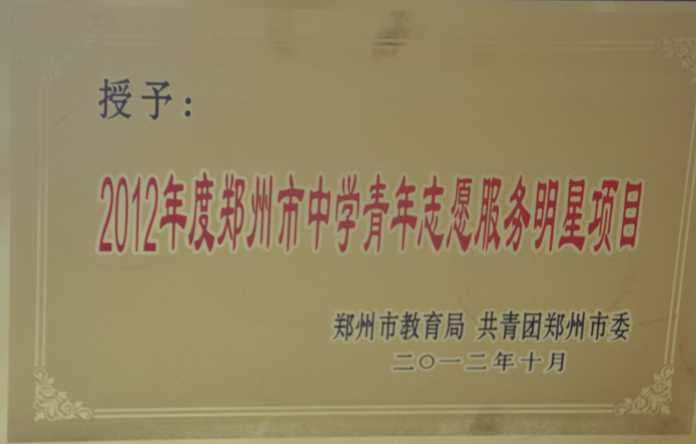 授予：
2012年度郑州市中学青年志愿服务明星项目
郑州市教育局 共青团郑州市委
二〇一二年十月